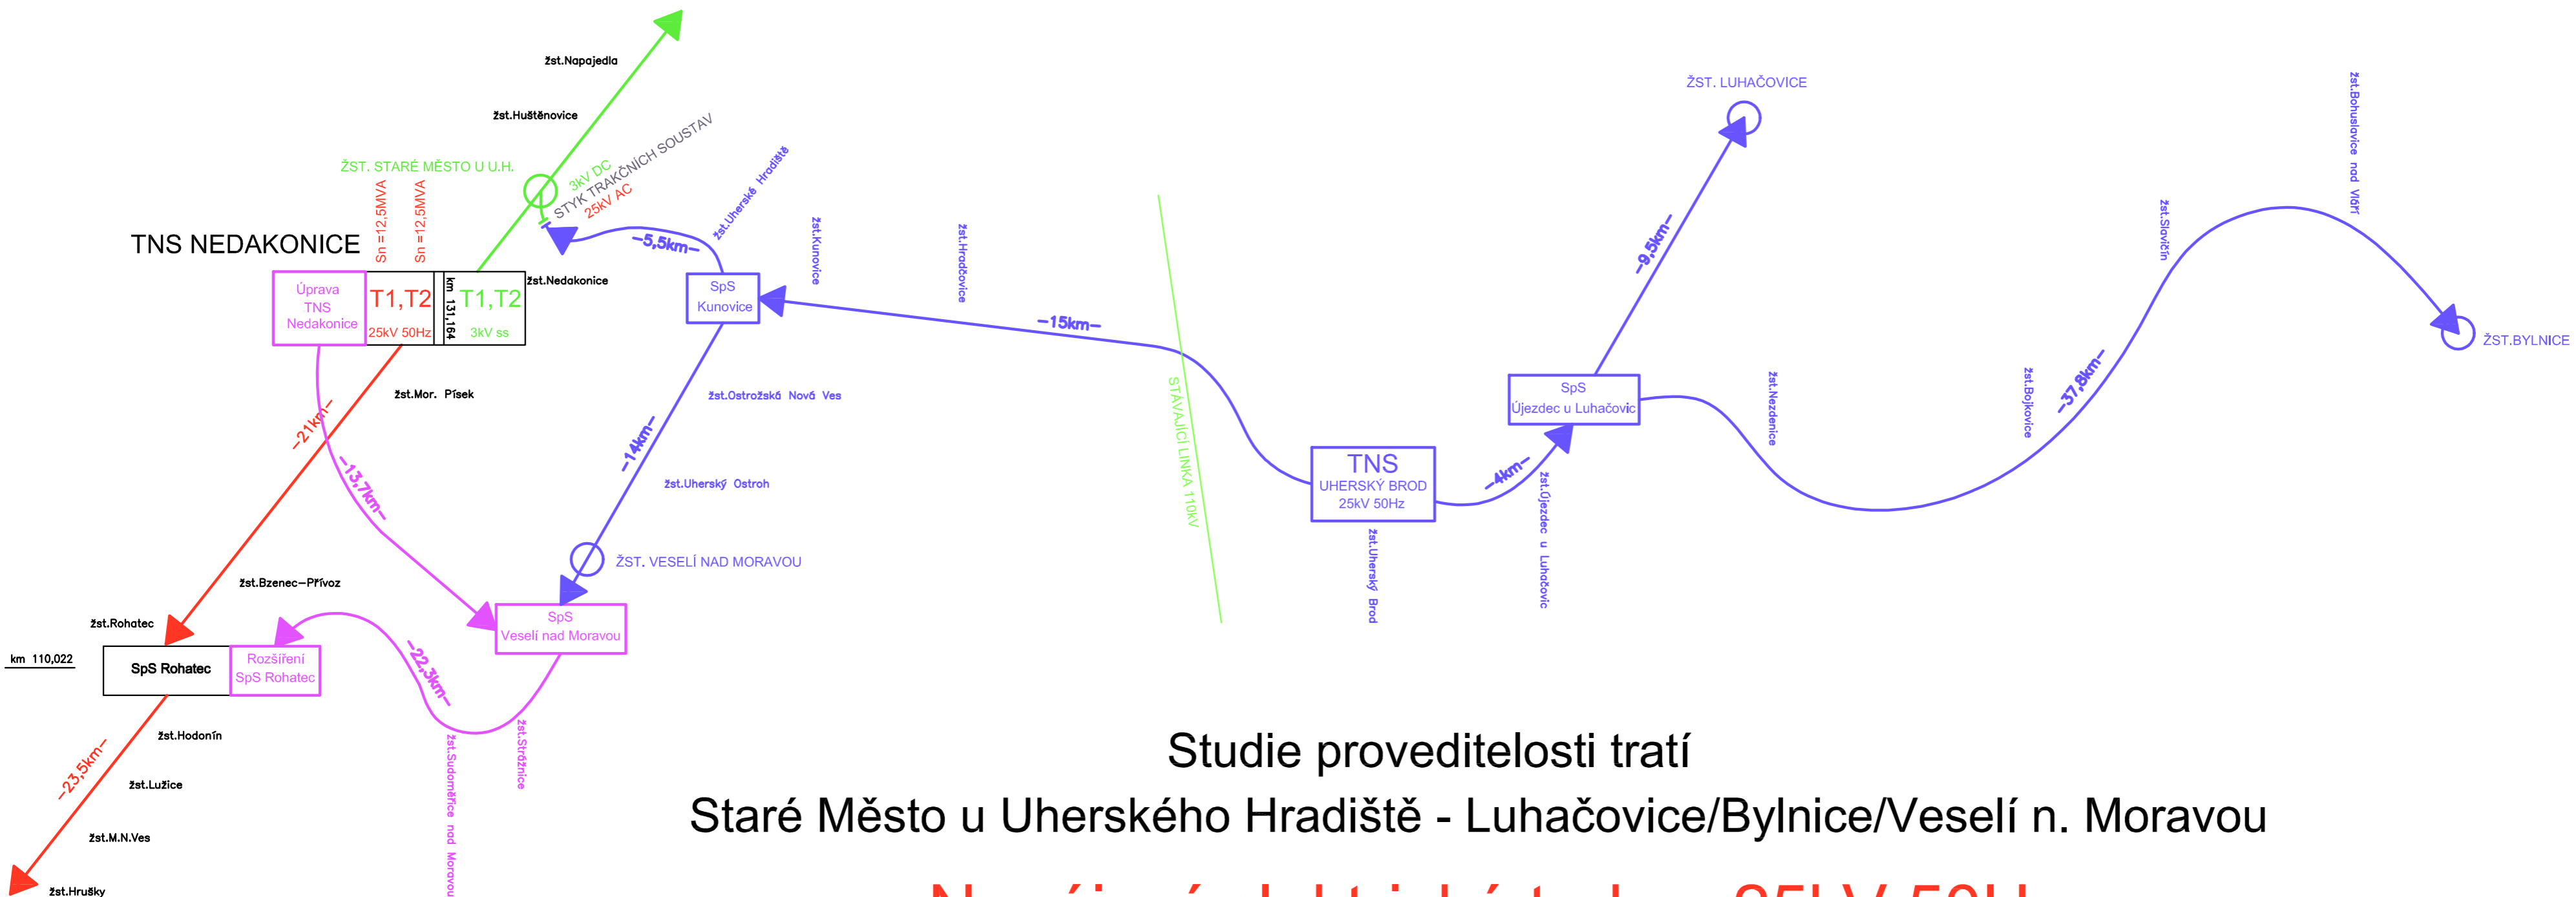 žst.Napajedla
žst.Huštěnovice
ŽST. STARÉ MĚSTO U U.H.
3kV DC
STYK TRAKČNÍCH SOUSTAV
25kV AC
Sn=12,5MVA
Sn=12,5MVA
TNS NEDAKONICE
Úprava
TNS
Nedakonice
T1,T2
25kV 50Hz
km 131,164
T1,T2
3kV ss
žst.Nedakonice
-5,5km-
žst.Uherské Hradiště
SpS
Kunovice
žst.Kunovice
žst.Hradčovice
-15km-
STÁVAJÍCÍ LINKA 110kV
ŽST. LUHAČOVICE
-9,5km-
SpS
Újezdec u Luhačovic
TNS
UHERSKÝ BROD
25kV 50Hz
žst.Uherský Brod
-4km-
žst.Újezdec u Luhačovic
žst.Nezdenice
žst.Bojkovice
-37,8km-
žst.Slavičín
žst.Bohuslavice nad Vláří
ŽST.BYLNICE
žst.Mor. Písek
-21km-
-13,7km-
žst.Ostrožská Nová Ves
-14km-
žst.Uherský Ostroh
ŽST. VESELÍ NAD MORAVOU
SpS
Veselí nad Moravou
žst.Bzenec-Přívoz
žst.Rohatec
km 110,022
SpS Rohatec
Rozšíření
SpS Rohatec
-22,3km-
žst.Strážnice
žst.Sudoměřice nad Moravou
žst.Hodonín
-23,5km-
žst.Lužice
žst.M.N.Ves
žst.Hrušky
Studie proveditelosti tratí
Staré Město u Uherského Hradiště - Luhačovice/Bylnice/Veselí n. Moravou